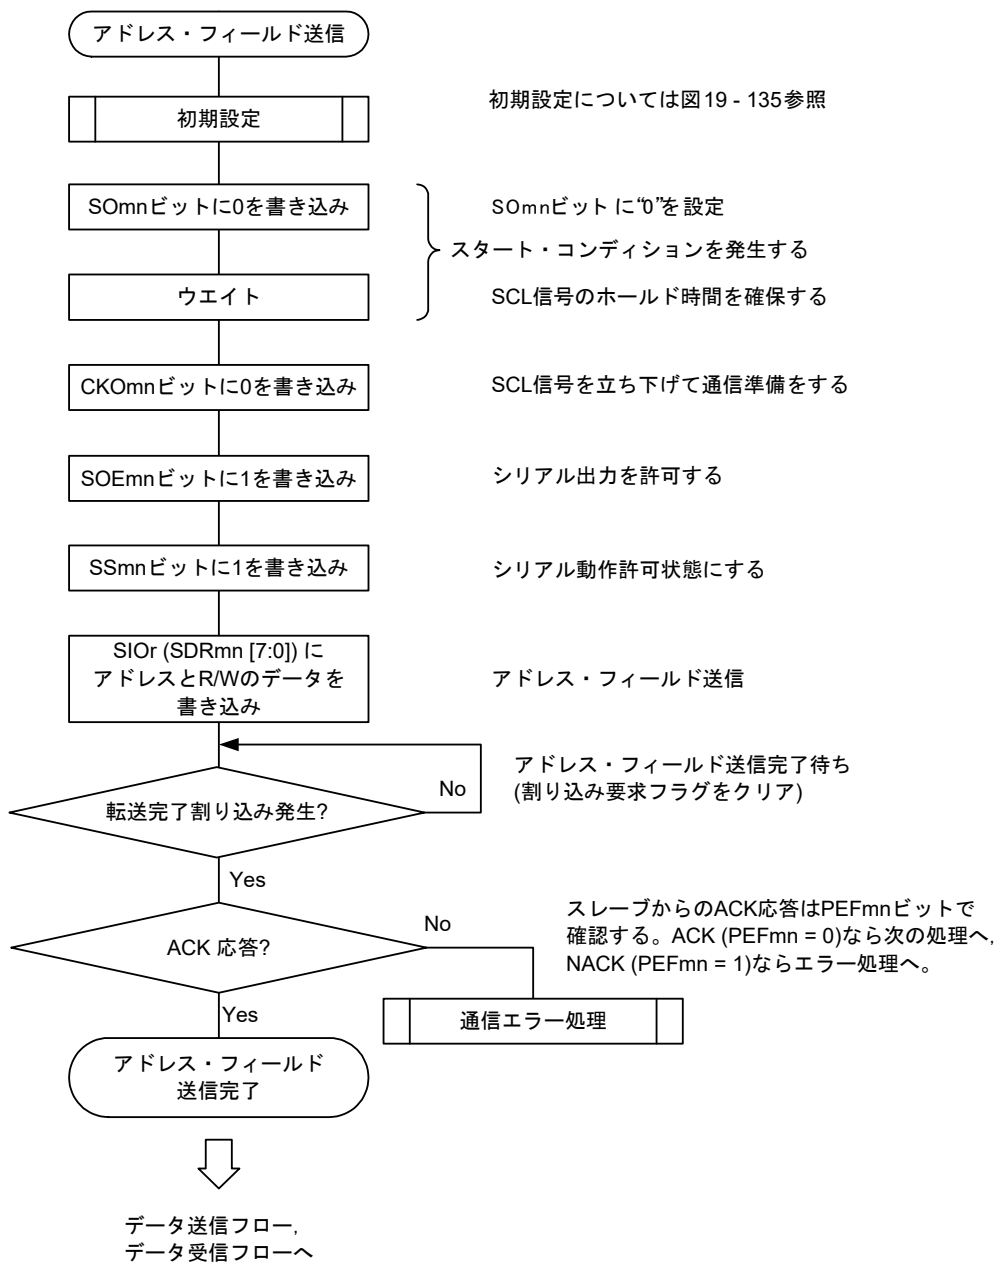 アドレス・フィールド送信
初期設定
初期設定については図19 - 135参照
SOmnビットに0を書き込み
SOmnビット に“0”を設定
スタート・コンディションを発生する
ウエイト
SCL信号のホールド時間を確保する
CKOmnビットに0を書き込み
SCL信号を立ち下げて通信準備をする
SOEmnビットに1を書き込み
シリアル出力を許可する
SSmnビットに1を書き込み
シリアル動作許可状態にする
SIOr (SDRmn [7:0]) に
アドレスとR/Wのデータを
書き込み
アドレス・フィールド送信
転送完了割り込み発生?
No
アドレス・フィールド送信完了待ち
(割り込み要求フラグをクリア)
Yes
ACK 応答?
No
スレーブからのACK応答はPEFmnビットで
確認する。ACK (PEFmn = 0)なら次の処理へ,
NACK (PEFmn = 1)ならエラー処理へ。
Yes
通信エラー処理
アドレス・フィールド
送信完了
データ送信フロー,
データ受信フローへ